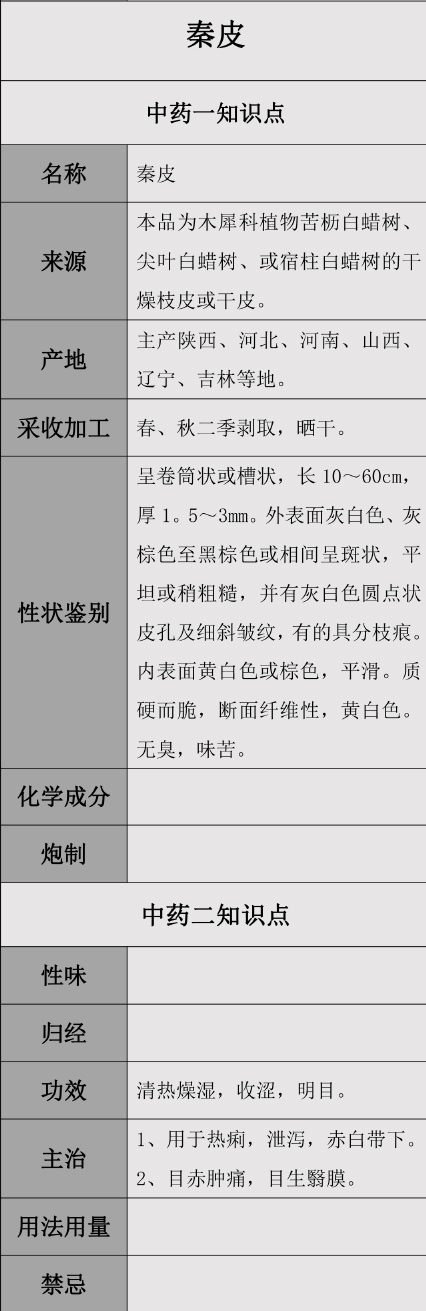 秦皮
中药一知识点
名称
秦皮
来源
本品为木犀科植物苦枥白蜡树、
尖叶白蜡树、或宿柱白蜡树的干
燥枝皮或干皮。
产地
主产陕西、河北、河南、山西、
辽宁、吉林等地。
采收加工
春、秋二季剥取，晒干。
性状鉴别
呈卷筒状或槽状，长 10～60cm，
厚 1。5～3mm。外表面灰白色、灰
棕色至黑棕色或相间呈斑状，平
坦或稍粗糙，并有灰白色圆点状
皮孔及细斜皱纹，有的具分枝痕。
内表面黄白色或棕色，平滑。质
硬而脆，断面纤维性，黄白色。
无臭，味苦。
化学成分
炮制
中药二知识点
性味
归经
功效
清热燥湿，收涩，明目。
主治
1、用于热痢，泄泻，赤白带下。
2、目赤肿痛，目生翳膜。
用法用量
禁忌